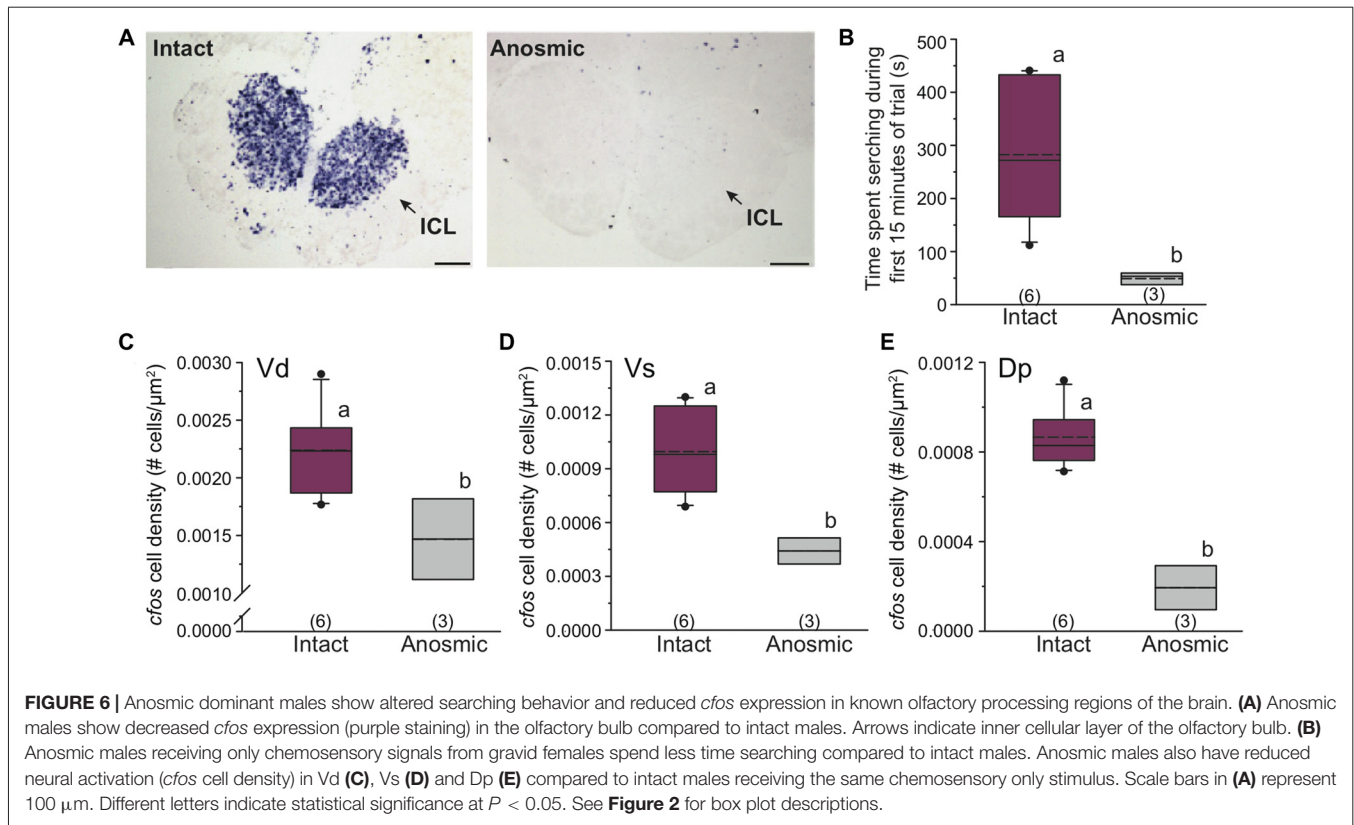 A
Intact
ICL
Anosmic
ICL
B
Time spent serching during
first 15 minutes of trial (s)
500
400
300
200
100
0
a
b
(6)
(3)
Intact
Anosmic
C
Vd
cfos cell density (# cells/µm²)
0.0030
0.0025
0.0020
0.0015
0.0010
0.0000
a
b
(6)
(3)
Intact
Anosmic
D
Vs
cfos cell density (# cells/µm²)
0.0015
0.0012
0.0009
0.0006
0.0003
0.0000
a
b
(6)
(3)
Intact
Anosmic
E
Dp
cfos cell density (# cells/µm²)
0.0012
0.0008
0.0004
0.0000
a
b
(6)
(3)
Intact
Anosmic
FIGURE 6 | Anosmic dominant males show altered searching behavior and reduced cfos expression in known olfactory processing regions of the brain. (A) Anosmic
males show decreased cfos expression (purple staining) in the olfactory bulb compared to intact males. Arrows indicate inner cellular layer of the olfactory bulb. (B)
Anosmic males receiving only chemosensory signals from gravid females spend less time searching compared to intact males. Anosmic males also have reduced
neural activation (cfos cell density) in Vd (C), Vs (D) and Dp (E) compared to intact males receiving the same chemosensory only stimulus. Scale bars in (A) represent
100 µm. Different letters indicate statistical significance at P < 0.05. See Figure 2 for box plot descriptions.